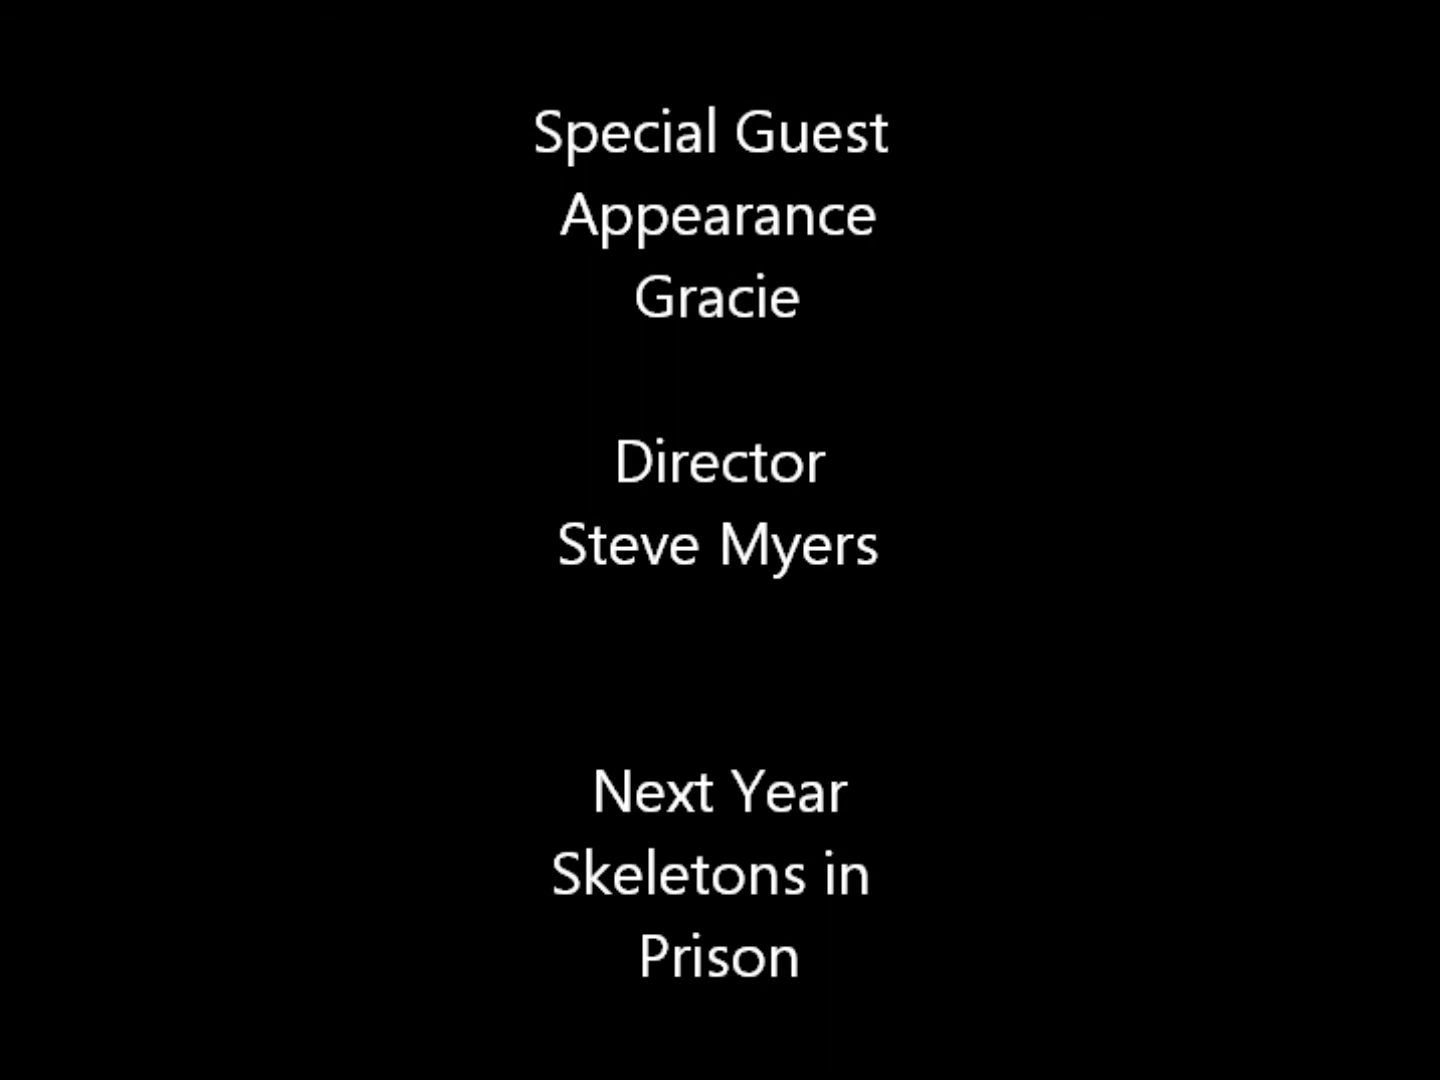 Special Guest
Appearance
Gracie
Director
Steve Myers
Next Year
Skeletons in
Prison